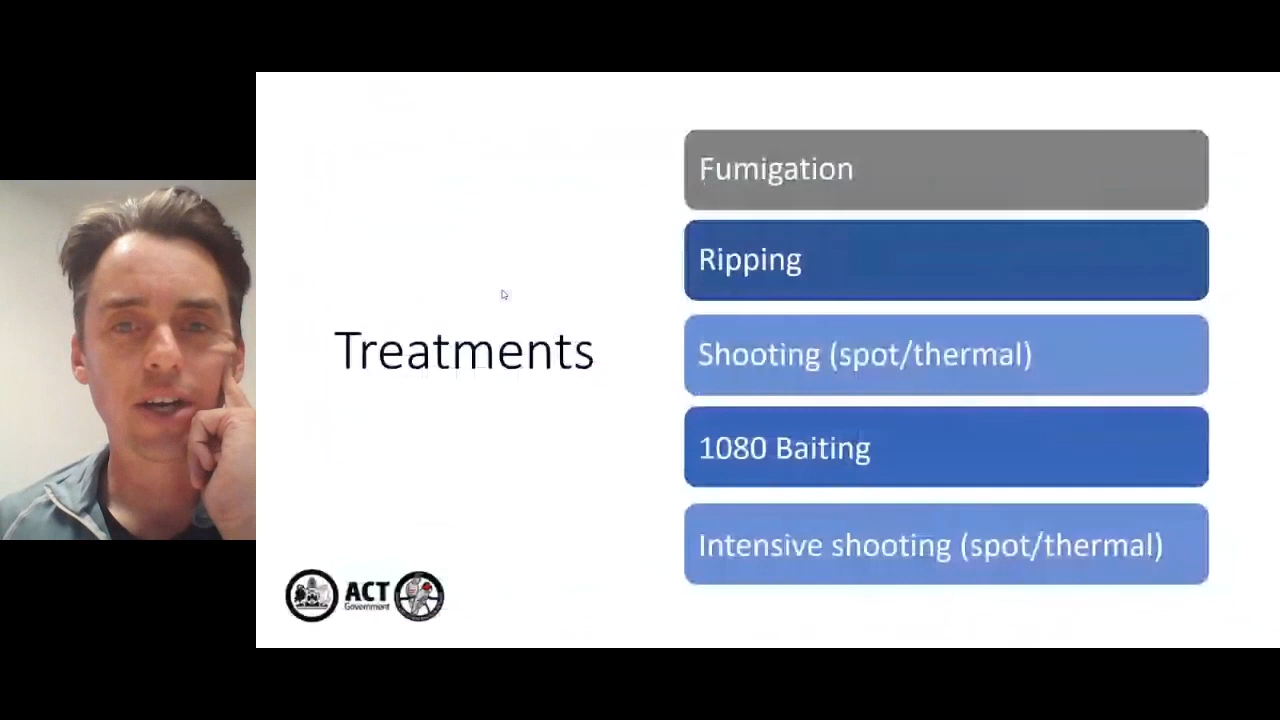 Treatments
Fumigation
Ripping
Shooting (spot/thermal)
1080 Baiting
Intensive shooting (spot/thermal)
ACT
Government